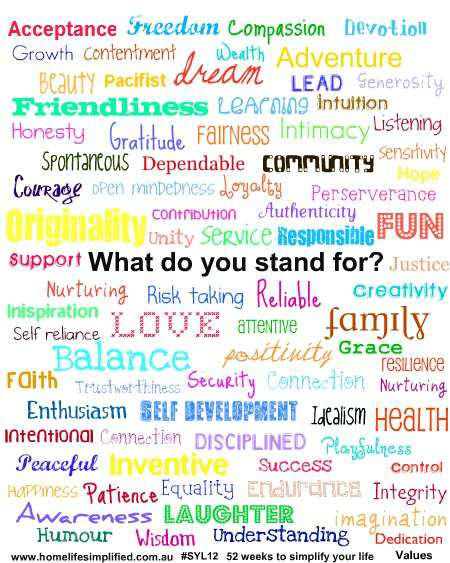 Acceptance Freedom Compassion Devotion
Growth Contentment Wealth Adventure
Beauty Pacifist dream LEAD Generosity
Friendliness Learning intuition
Honesty Gratitude Fairness Intimacy Listening
Spontaneous Dependable Community Sensitivity
Courage open mindedness Loyalty Hope
Perserverance
Originality contribution Authenticity FUN
Unity Service Responsible
Support What do you stand for? Justice
Nurturing Risk taking Reliable Creativity
Inispiration LOVE attentive family
Self reliance
Balance positivity Grace
resilience
Faith Trustworthiness Security Connection Nurturing
Enthusiasm Self Development Idealism Health
Intentional Connection Disciplined Playfulness
Peaceful Inventive Success control
Happiness Patience Equality Endurance Integrity
Awareness Laughter imagination
Humour Wisdom Understanding Dedication
www.homelifesimplified.com.au #SYL12 52 weeks to simplify your life Values